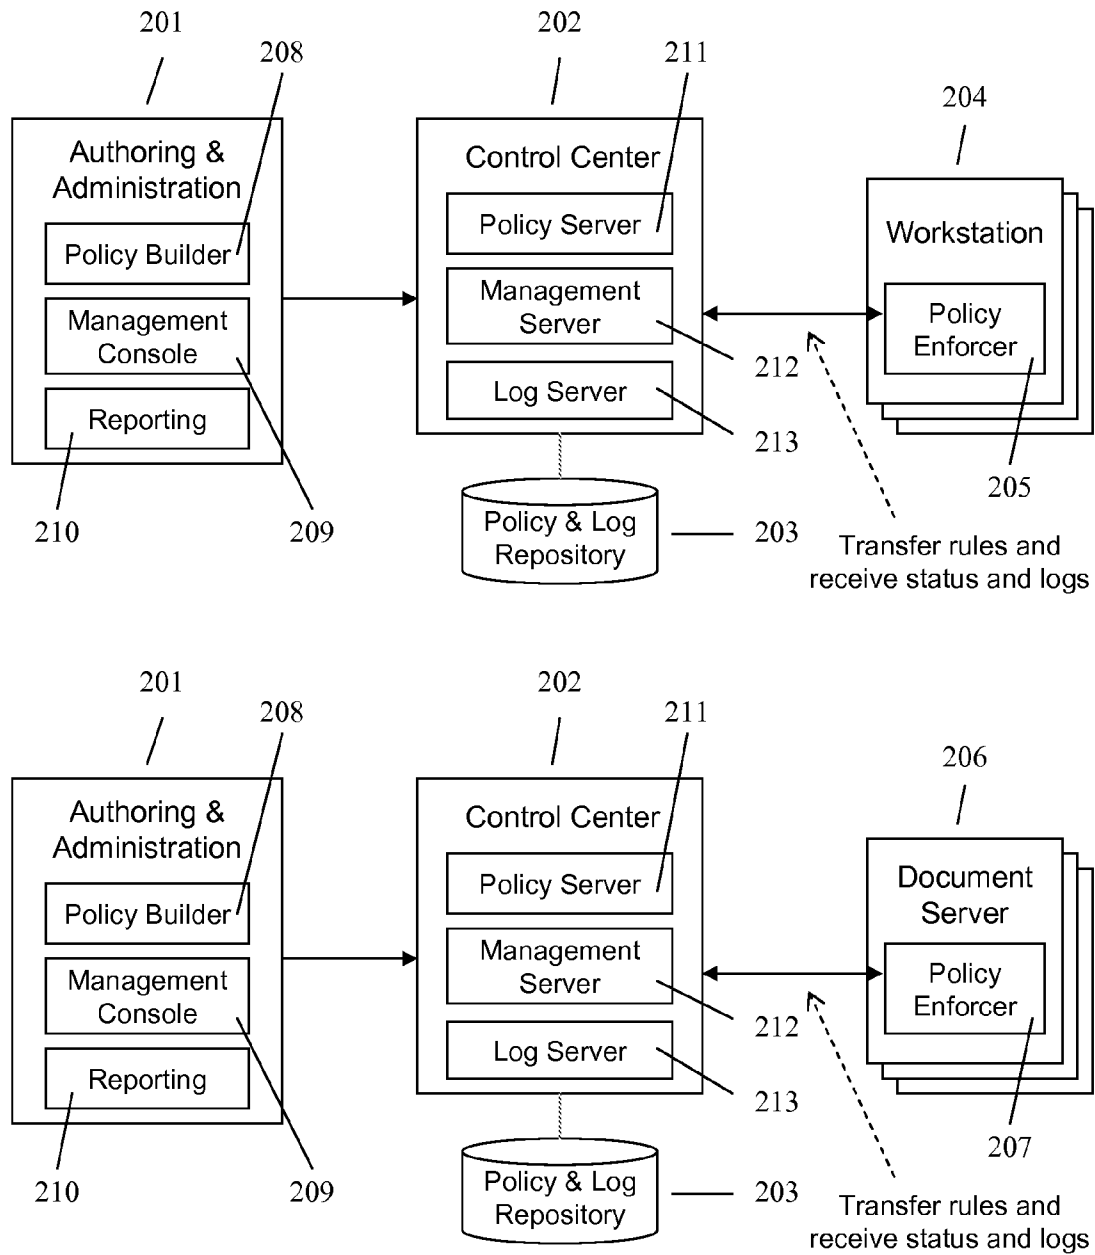 201
202
208
211
204
Authoring &
Administration
Control Center
Policy Builder
Policy Server
Workstation
Management
Console
Management
Server
Policy
Enforcer
212
Reporting
Log Server
213
205
210
209
Policy & Log
Repository
203
Transfer rules and
receive status and logs
201
202
208
211
206
Authoring &
Administration
Control Center
Policy Builder
Policy Server
Document
Server
Management
Console
Management
Server
Policy
Enforcer
212
Reporting
Log Server
213
207
210
209
Policy & Log
Repository
203
Transfer rules and
receive status and logs